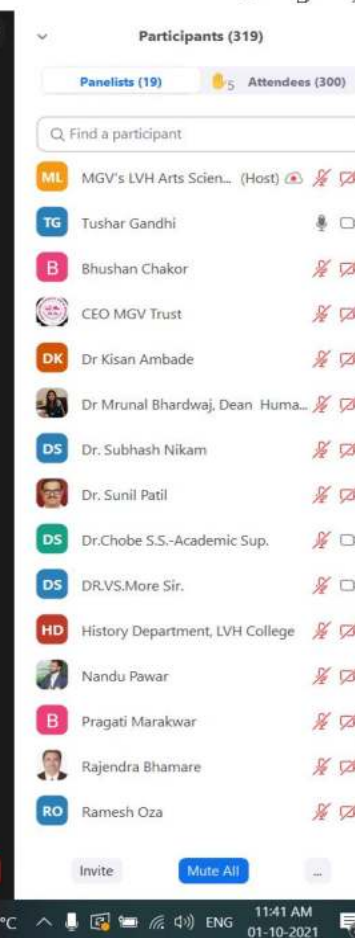 Participants (319)
Panelists (19) 5 Attendees (300)
Find a participant
ML MGV's LVH Arts Scien... (Host)
TG Tushar Gandhi
B Bhushan Chakor
CEO MGV Trust
DK Dr Kisan Ambade
Dr Mrunal Bhardwaj, Dean Huma...
DS Dr. Subhash Nikam
Dr. Sunil Patil
DS Dr.Chobe S.S.-Academic Sup.
DS DR.VS.More Sir.
HD History Department, LVH College
Nandu Pawar
B Pragati Marakwar
Rajendra Bhamare
RO Ramesh Oza
Invite Mute All ...
°C ENG 11:41 AM
01-10-2021